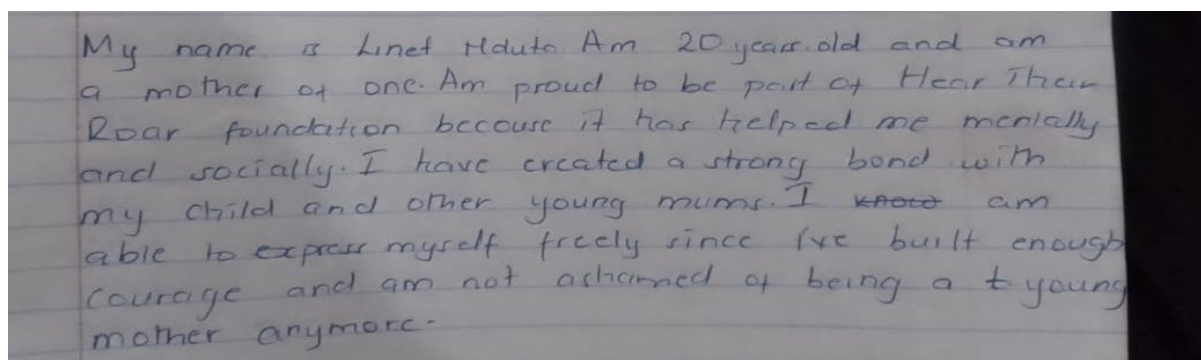 My name is Linet Nduta. Am 20 years old and am
a mother of one. Am proud to be part of Hear Their
Roar foundation because it has helped me mentally
and socially. I have created a strong bond with
my child and other young mums. I know am
able to express myself freely since I've built enough
courage and am not ashamed of being a t young
mother anymore.